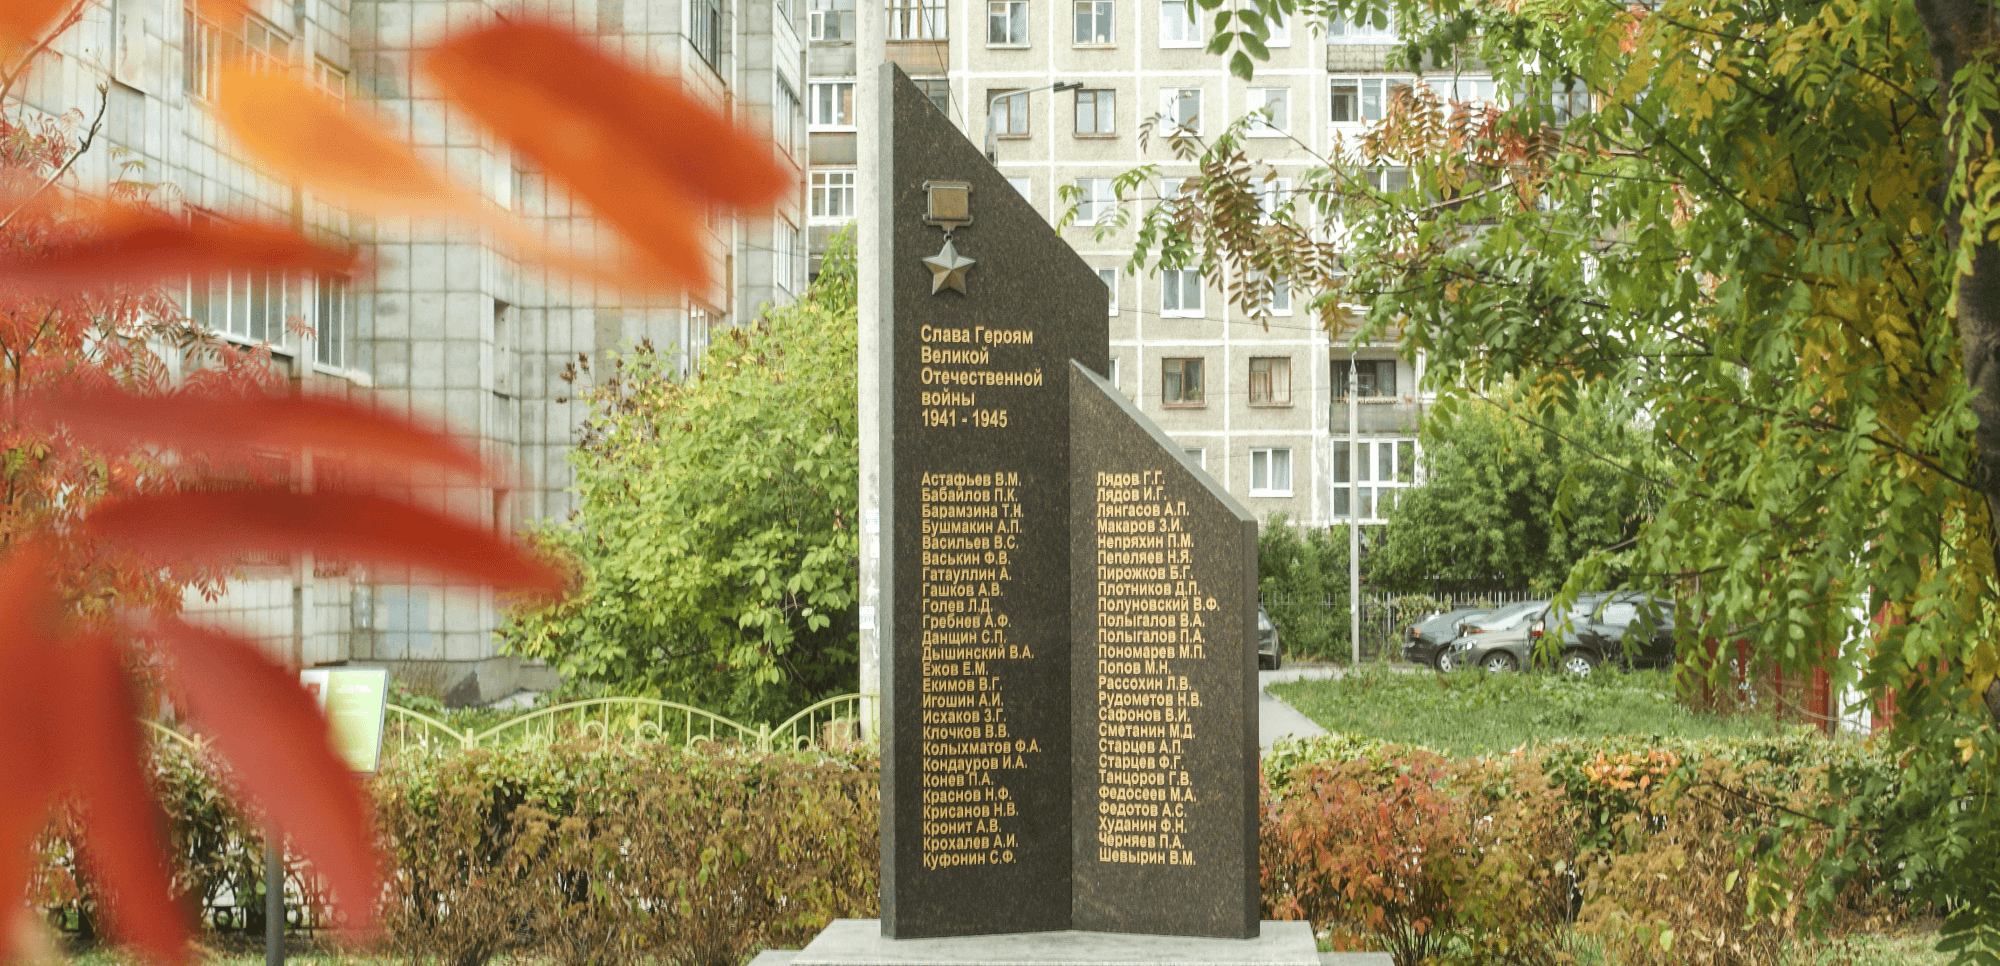 Слава Героям
Великой
Отечественной
войны
1941 - 1945
Астафьев В.М.
Бабайлов П.К.
Барамзина Т.Н.
Бушмакин А.П.
Васильев В.С.
Васькин Ф.В.
Гатауллин А.
Гашков А.В.
Голев Л.Д.
Гребнев А.Ф.
Данщин С.П.
Дышинский В.А.
Ежов Е.М.
Екимов В.Г.
Игошин А.И.
Исхаков З.Г.
Клочков В.В.
Колыхматов Ф.А.
Кондауров И.А.
Конев П.А.
Краснов Н.Ф.
Крисанов Н.В.
Кронит А.В.
Крохалев А.И.
Куфонин С.Ф.
Лядов Г.Г.
Лядов И.Г.
Лянгасов А.П.
Макаров З.И.
Непряхин П.М.
Пепеляев Н.Я.
Пирожков Б.Г.
Плотников Д.П.
Полуновский В.Ф.
Полыгалов В.А.
Полыгалов П.А.
Пономарев М.П.
Попов М.Н.
Рассохин Л.В.
Рудометов Н.В.
Сафонов В.И.
Сметанин М.Д.
Старцев А.П.
Старцев Ф.Г.
Танцоров Г.В.
Федосеев М.А.
Федотов А.С.
Худанин Ф.Н.
Черняев П.А.
Шевырин В.М.